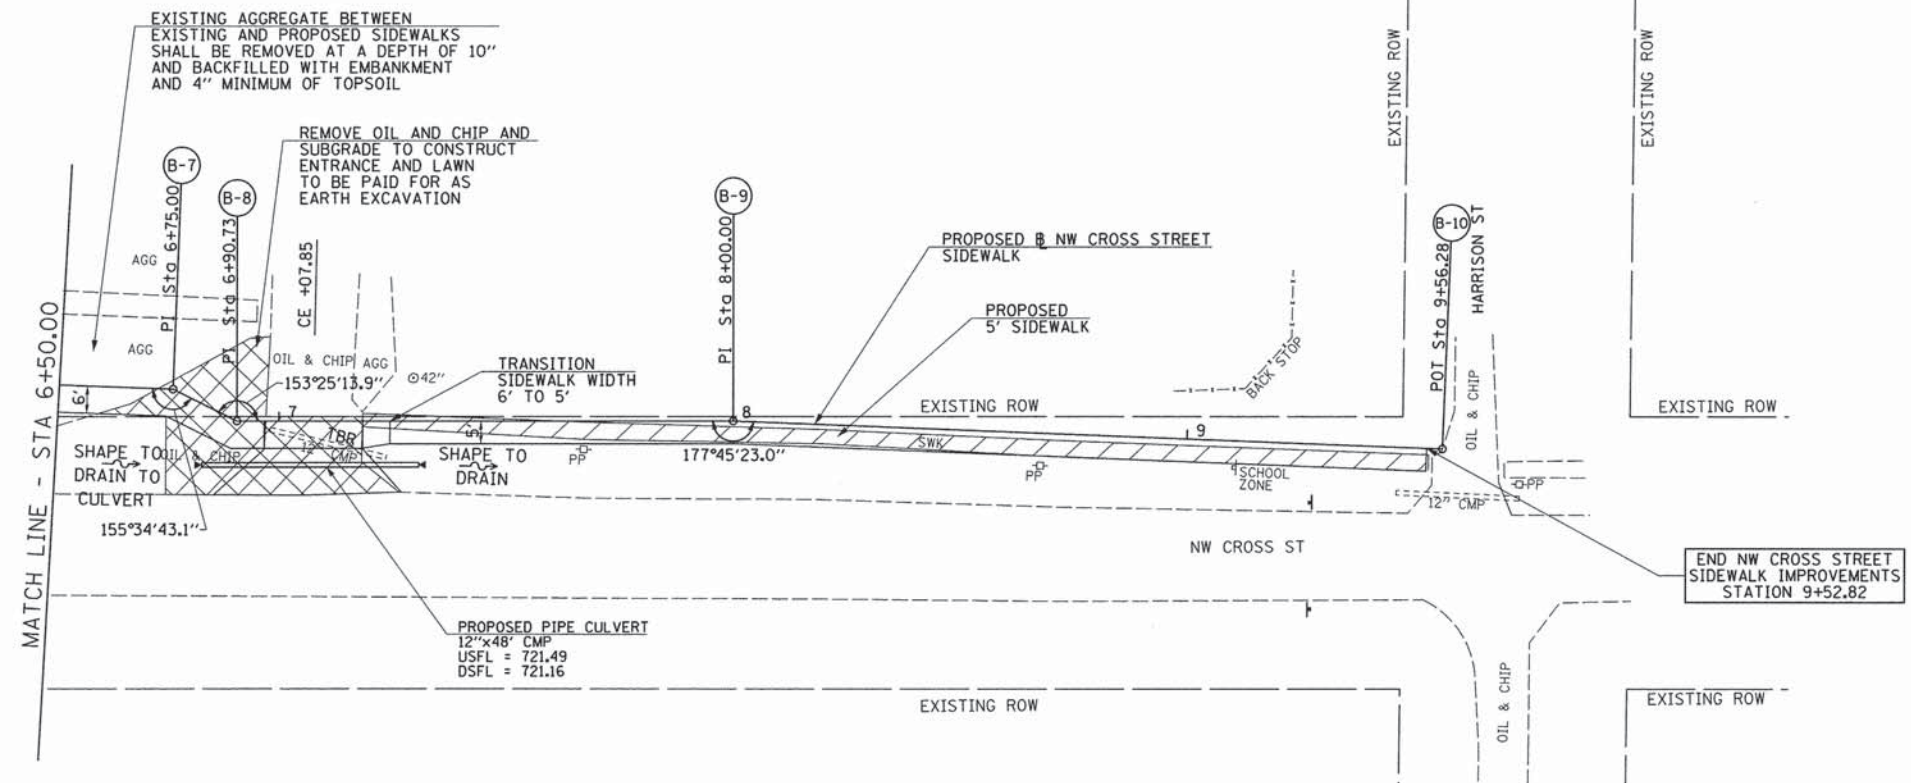 EXISTING AGGREGATE BETWEEN
EXISTING AND PROPOSED SIDEWALKS
SHALL BE REMOVED AT A DEPTH OF 10"
AND BACKFILLED WITH EMBANKMENT
AND 4" MINIMUM OF TOPSOIL
REMOVE OIL AND CHIP AND
SUBGRADE TO CONSTRUCT
ENTRANCE AND LAWN
TO BE PAID FOR AS
EARTH EXCAVATION
B-7
PI Sta 6+75.00
B-8
PI Sta 6+90.73
CE +07.85
B-9
PI Sta 8+00.00
PROPOSED ℄ NW CROSS STREET
SIDEWALK
PROPOSED
5' SIDEWALK
EXISTING ROW
EXISTING ROW
B-10
POT Sta 9+56.28
HARRISON ST
AGG
AGG
OIL & CHIP
AGG
42"
153°25'13.9"
TRANSITION
SIDEWALK WIDTH
6' TO 5'
BACK STOP
EXISTING ROW
EXISTING ROW
OIL & CHIP
6'
7
8
9
5'
TBR
12" CMP
SWK
177°45'23.0"
PP
PP
PP
SCHOOL
ZONE
12" CMP
SHAPE TO
DRAIN TO
CULVERT
OIL & CHIP
SHAPE TO
DRAIN
155°34'43.1"
MATCH LINE - STA 6+50.00
NW CROSS ST
END NW CROSS STREET
SIDEWALK IMPROVEMENTS
STATION 9+52.82
PROPOSED PIPE CULVERT
12"x48' CMP
USFL = 721.49
DSFL = 721.16
EXISTING ROW
EXISTING ROW
OIL & CHIP